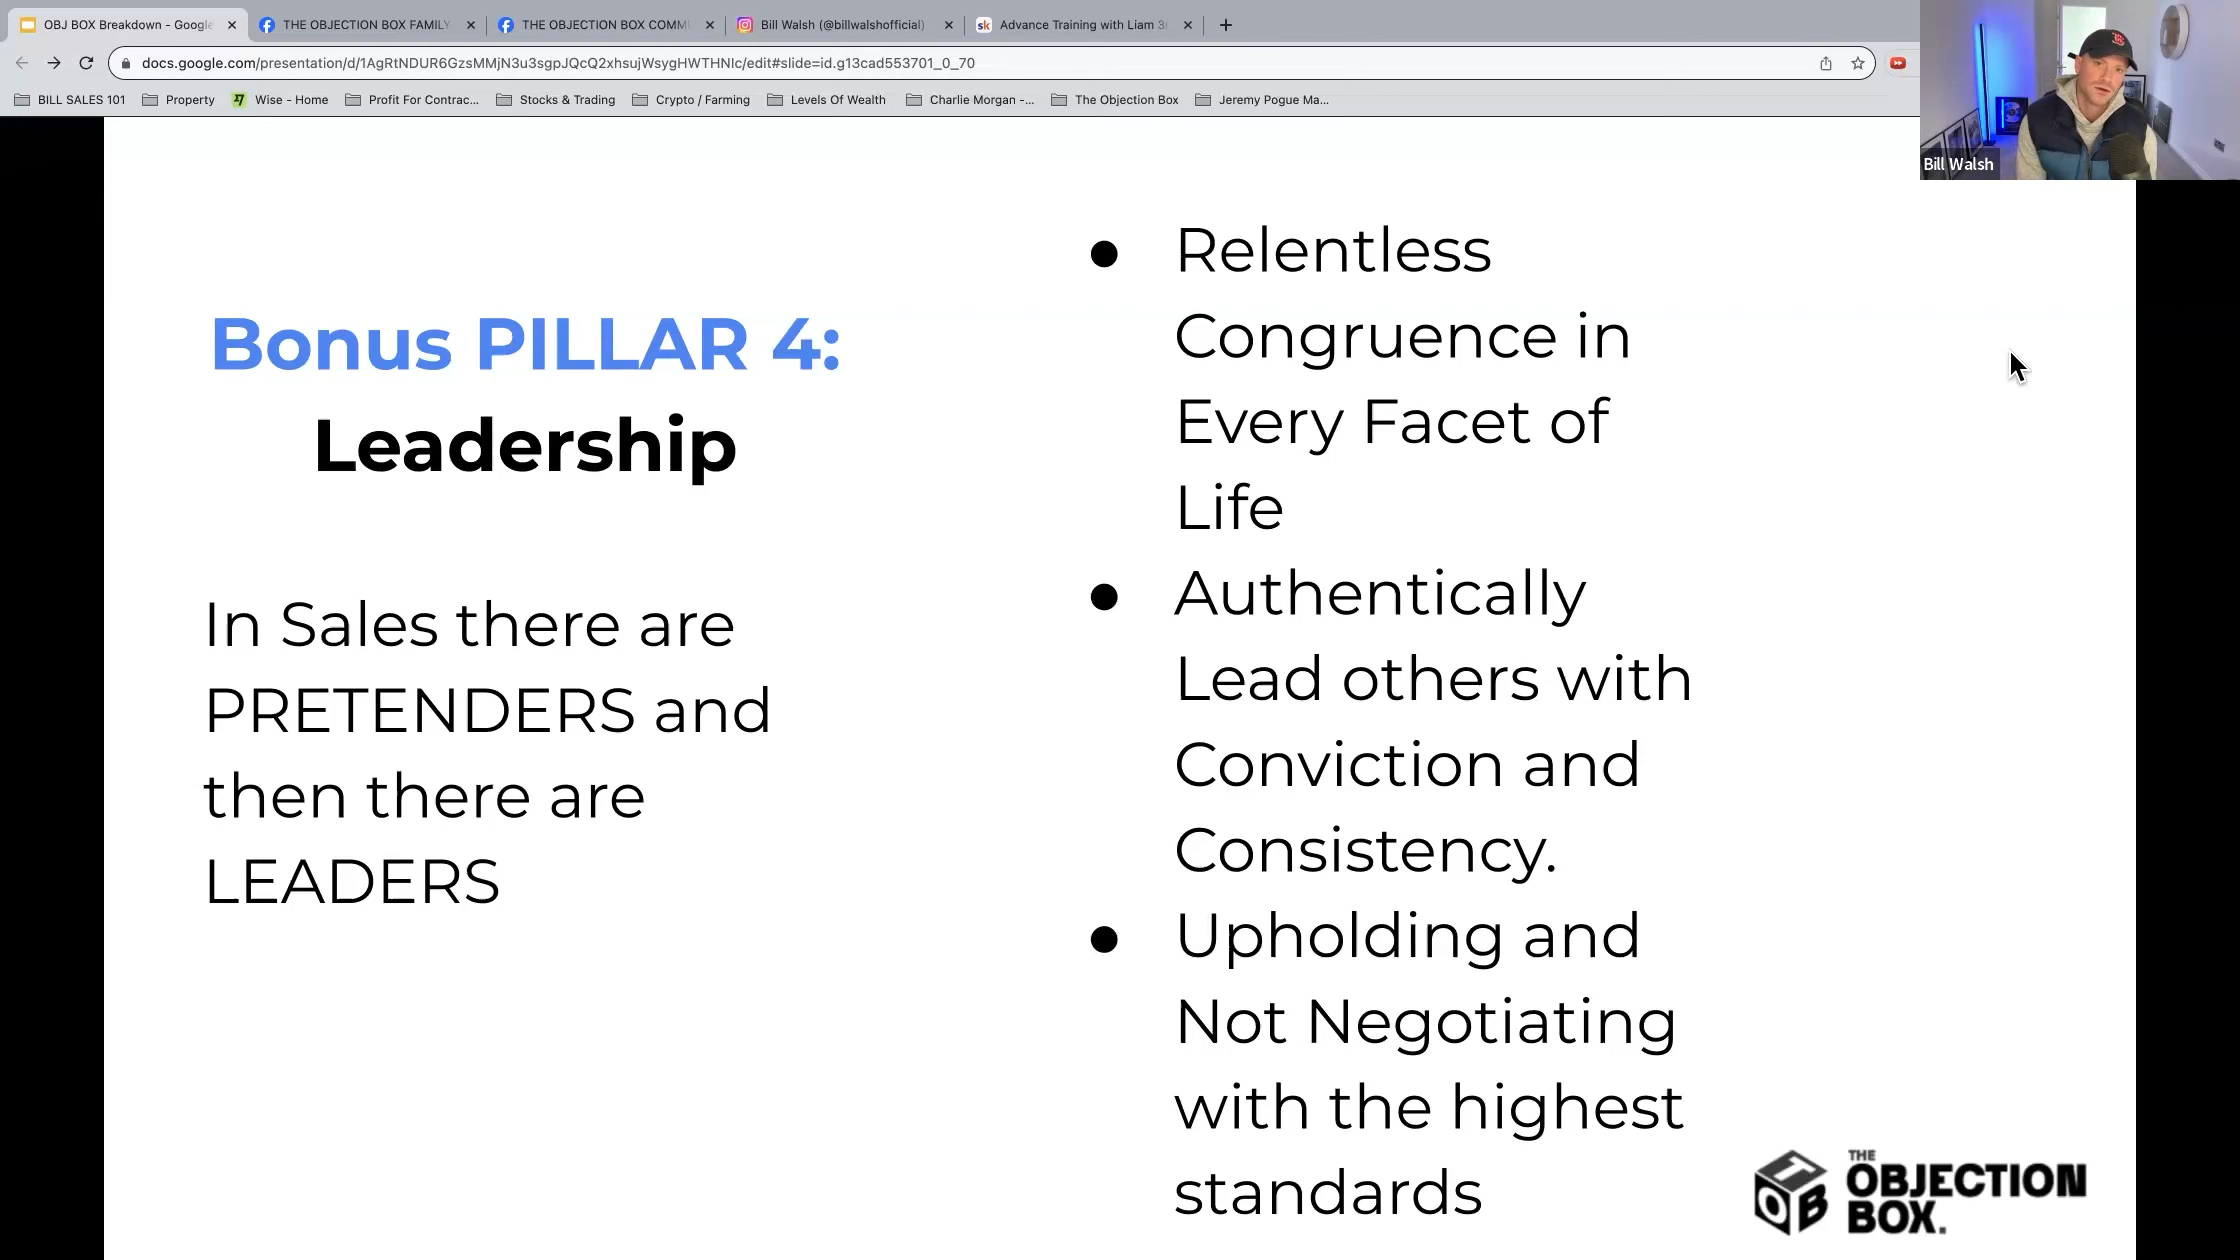 OBJ BOX Breakdown - Google
THE OBJECTION BOX FAMILY
THE OBJECTION BOX COMM
Bill Walsh (@billwalshofficial)
Advance Training with Liam
docs.google.com/presentation/d/1AgRtNDUR6GzsMMjN3u3sgpJQcQ2xhsujWsygHWTHNIc/edit#slide=id.g13cad553701_0_70
BILL SALES 101
Property
Wise - Home
Profit For Contrac...
Stocks & Trading
Crypto / Farming
Levels Of Wealth
Charlie Morgan -...
The Objection Box
Jeremy Pogue Ma...
Bill Walsh
Bonus PILLAR 4:
Leadership
In Sales there are
PRETENDERS and
then there are
LEADERS
● Relentless
Congruence in
Every Facet of
Life
● Authentically
Lead others with
Conviction and
Consistency.
● Upholding and
Not Negotiating
with the highest
standards
THE
OBJECTION
BOX.